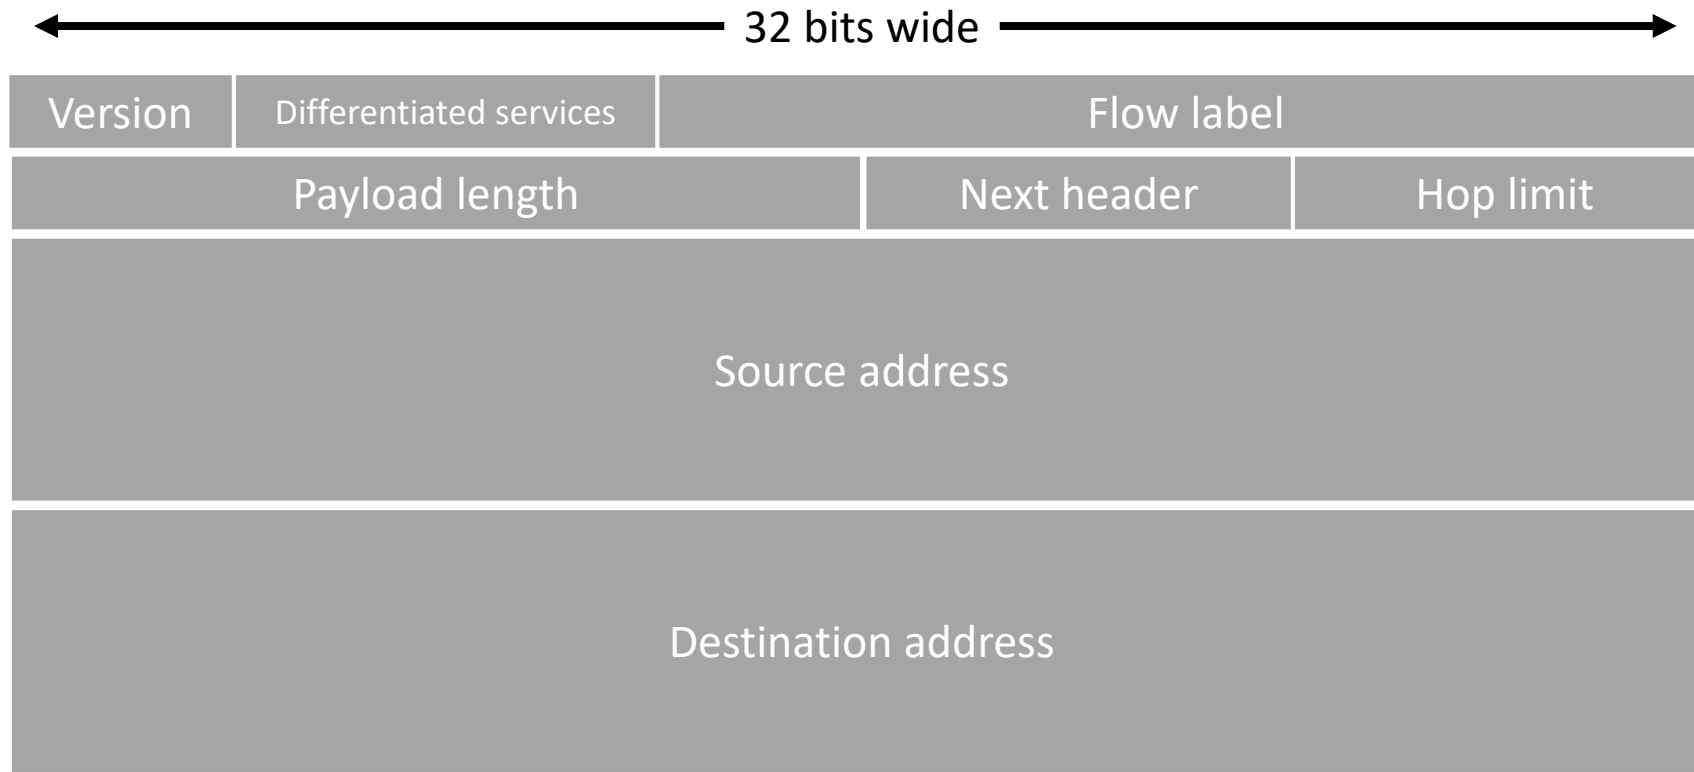 32 bits wide
Version Differentiated services Flow label
Payload length Next header Hop limit
Source address
Destination address